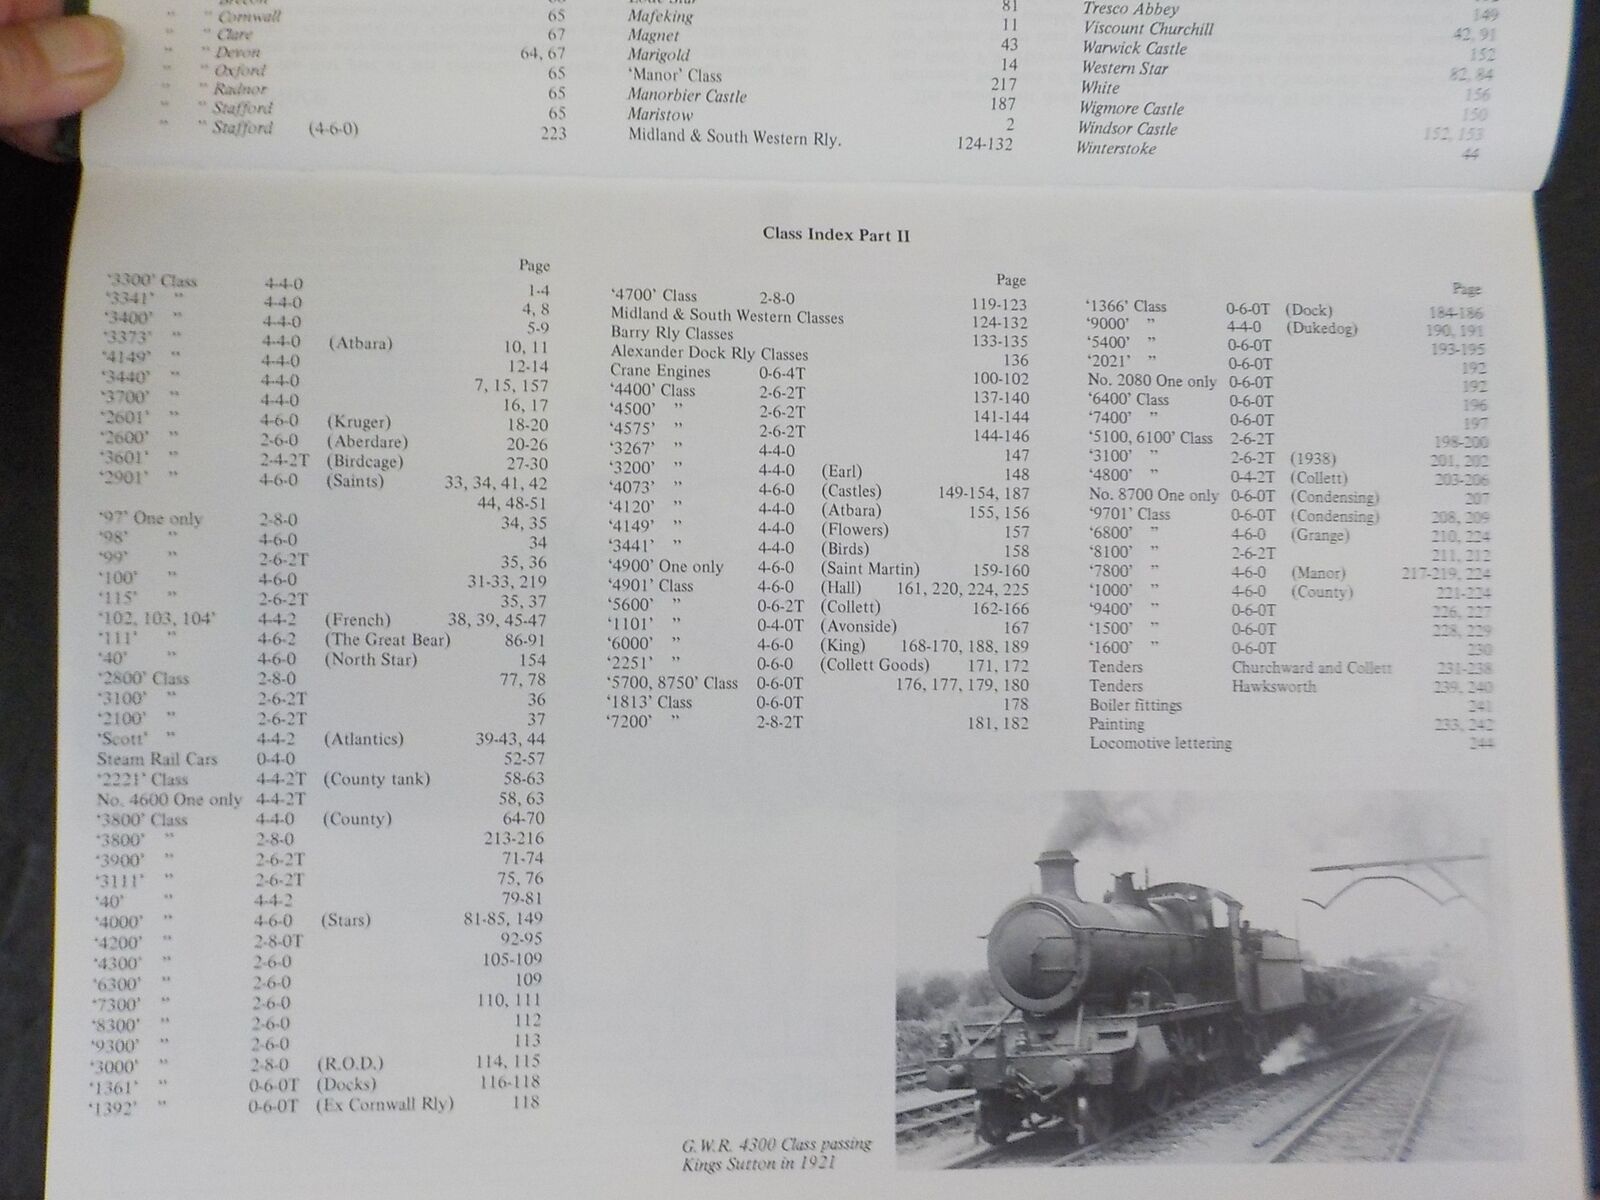 " " Cornwall 65
" " Clare 67
" " Devon 64, 67
" " Oxford 65
" " Radnor 65
" " Stafford 65
" " Stafford (4-6-0) 223
Mafeking 81
Magnet 11
Marigold 43
'Manor' Class 14
Manorbier Castle 217
Maristow 187
Midland & South Western Rly. 2
124-132
Tresco Abbey 149
Viscount Churchill 42, 91
Warwick Castle 152
Western Star 82, 84
White 156
Wigmore Castle 150
Windsor Castle 152, 153
Winterstoke 44
Class Index Part II
Page
'3300' Class 4-4-0 1-4
'3341' " 4-4-0 4, 8
'3400' " 4-4-0 5-9
'3373' " 4-4-0 (Atbara) 10, 11
'4149' " 4-4-0 12-14
'3440' " 4-4-0 7, 15, 157
'3700' " 4-4-0 16, 17
'2601' " 4-6-0 (Kruger) 18-20
'2600' " 2-6-0 (Aberdare) 20-26
'3601' " 2-4-2T (Birdcage) 27-30
'2901' " 4-6-0 (Saints) 33, 34, 41, 42
44, 48-51
'97' One only 2-8-0 34, 35
'98' " 4-6-0 34
'99' " 2-6-2T 35, 36
'100' " 4-6-0 31-33, 219
'115' " 2-6-2T 35, 37
'102, 103, 104' 4-4-2 (French) 38, 39, 45-47
'111' " 4-6-2 (The Great Bear) 86-91
'40' " 4-6-0 (North Star) 154
'2800' Class 2-8-0 77, 78
'3100' " 2-6-2T 36
'2100' " 2-6-2T 37
'Scott' " 4-4-2 (Atlantics) 39-43, 44
Steam Rail Cars 0-4-0 52-57
'2221' Class 4-4-2T (County tank) 58-63
No. 4600 One only 4-4-2T 58, 63
'3800' Class 4-4-0 (County) 64-70
'3800' " 2-8-0 213-216
'3900' " 2-6-2T 71-74
'3111' " 2-6-2T 75, 76
'40' " 4-4-2 79-81
'4000' " 4-6-0 (Stars) 81-85, 149
'4200' " 2-8-0T 92-95
'4300' " 2-6-0 105-109
'6300' " 2-6-0 109
'7300' " 2-6-0 110, 111
'8300' " 2-6-0 112
'9300' " 2-6-0 113
'3000' " 2-8-0 (R.O.D.) 114, 115
'1361' " 0-6-0T (Docks) 116-118
'1392' " 0-6-0T (Ex Cornwall Rly) 118
Page
'4700' Class 2-8-0 119-123
Midland & South Western Classes 124-132
Barry Rly Classes 133-135
Alexander Dock Rly Classes 136
Crane Engines 0-6-4T 100-102
'4400' Class 2-6-2T 137-140
'4500' " 2-6-2T 141-144
'4575' " 2-6-2T 144-146
'3267' " 4-4-0 147
'3200' " 4-4-0 (Earl) 148
'4073' " 4-6-0 (Castles) 149-154, 187
'4120' " 4-4-0 (Atbara) 155, 156
'4149' " 4-4-0 (Flowers) 157
'3441' " 4-4-0 (Birds) 158
'4900' One only 4-6-0 (Saint Martin) 159-160
'4901' Class 4-6-0 (Hall) 161, 220, 224, 225
'5600' " 0-6-2T (Collett) 162-166
'1101' " 0-4-0T (Avonside) 167
'6000' " 4-6-0 (King) 168-170, 188, 189
'2251' " 0-6-0 (Collett Goods) 171, 172
'5700, 8750' Class 0-6-0T 176, 177, 179, 180
'1813' Class 0-6-0T 178
'7200' " 2-8-2T 181, 182
Page
'1366' Class 0-6-0T (Dock) 184-186
'9000' " 4-4-0 (Dukedog) 190, 191
'5400' " 0-6-0T 193-195
'2021' " 0-6-0T 192
No. 2080 One only 0-6-0T 192
'6400' Class 0-6-0T 196
'7400' " 0-6-0T 197
'5100, 6100' Class 2-6-2T 198-200
'3100' " 2-6-2T (1938) 201, 202
'4800' " 0-4-2T (Collett) 203-206
No. 8700 One only 0-6-0T (Condensing) 207
'9701' Class 0-6-0T (Condensing) 208, 209
'6800' " 4-6-0 (Grange) 210, 224
'8100' " 2-6-2T 211, 212
'7800' " 4-6-0 (Manor) 217-219, 224
'1000' " 4-6-0 (County) 221-224
'9400' " 0-6-0T 226, 227
'1500' " 0-6-0T 228, 229
'1600' " 0-6-0T 230
Tenders Churchward and Collett 231-238
Tenders Hawksworth 239, 240
Boiler fittings 241
Painting 233, 242
Locomotive lettering 244
G.W.R. 4300 Class passing
Kings Sutton in 1921